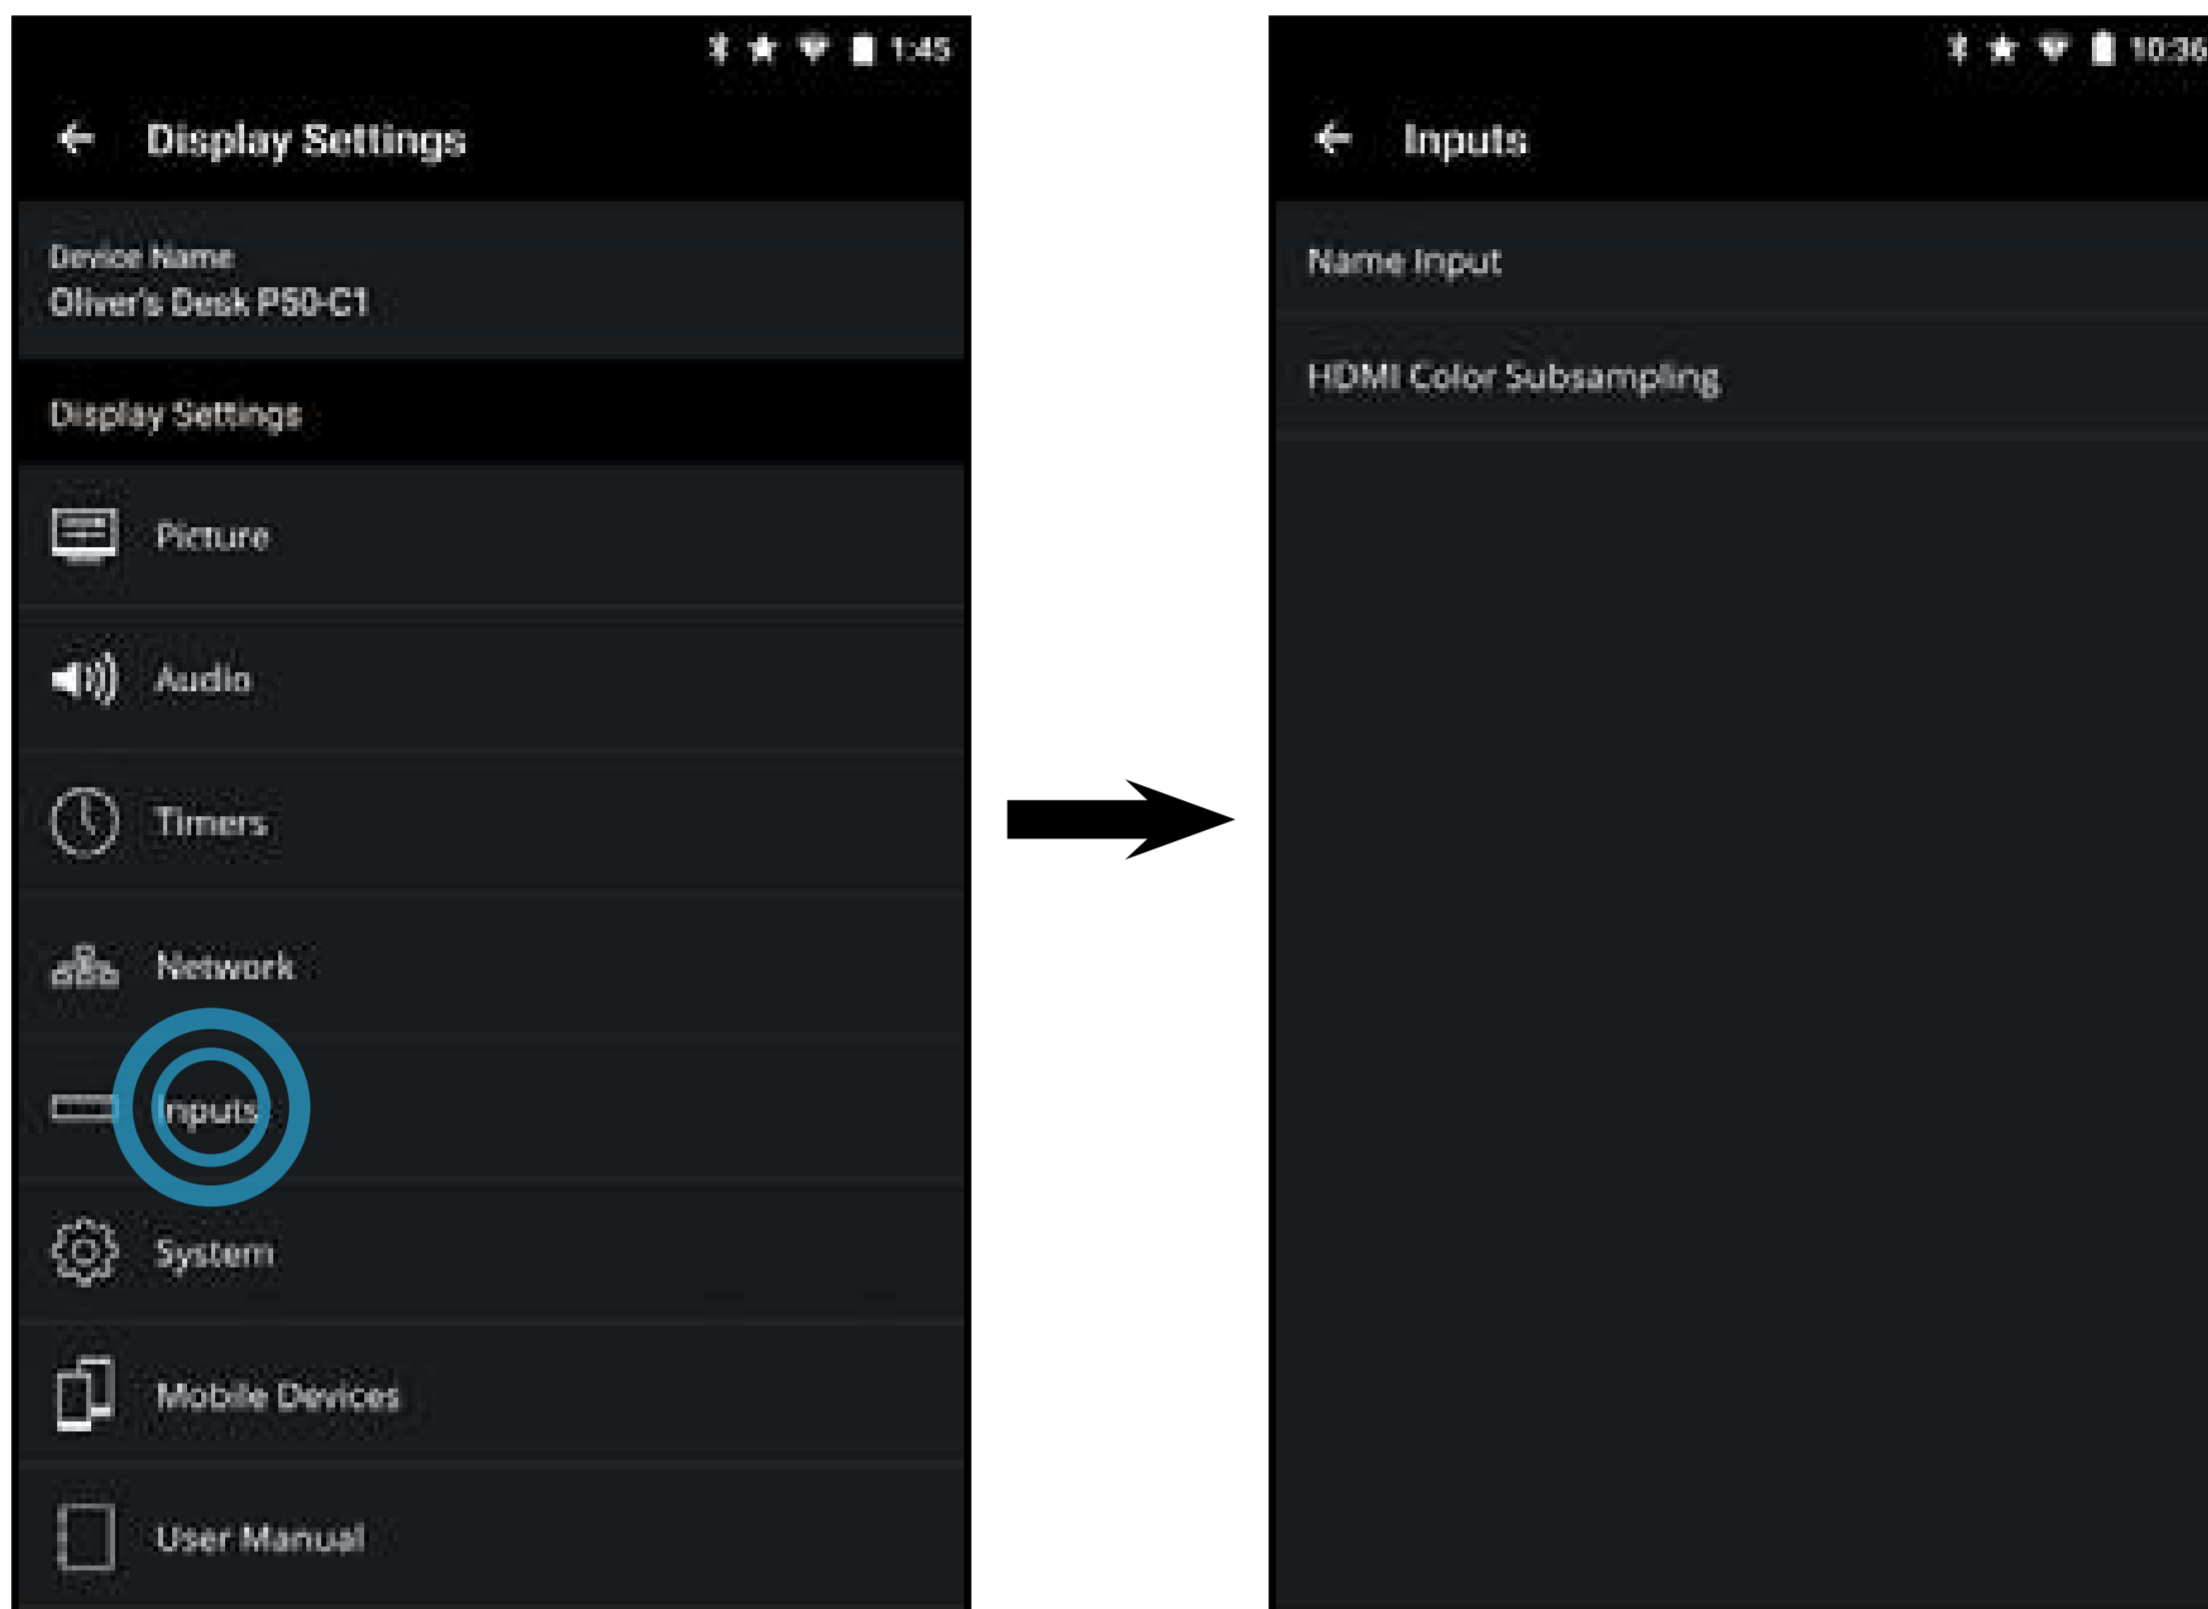 1:45
Display Settings
Device Name
Oliver's Desk P50-C1
Display Settings
Picture
Audio
Timers
Network
Inputs
System
Mobile Devices
User Manual
10:36
Inputs
Name Input
HDMI Color Subsampling